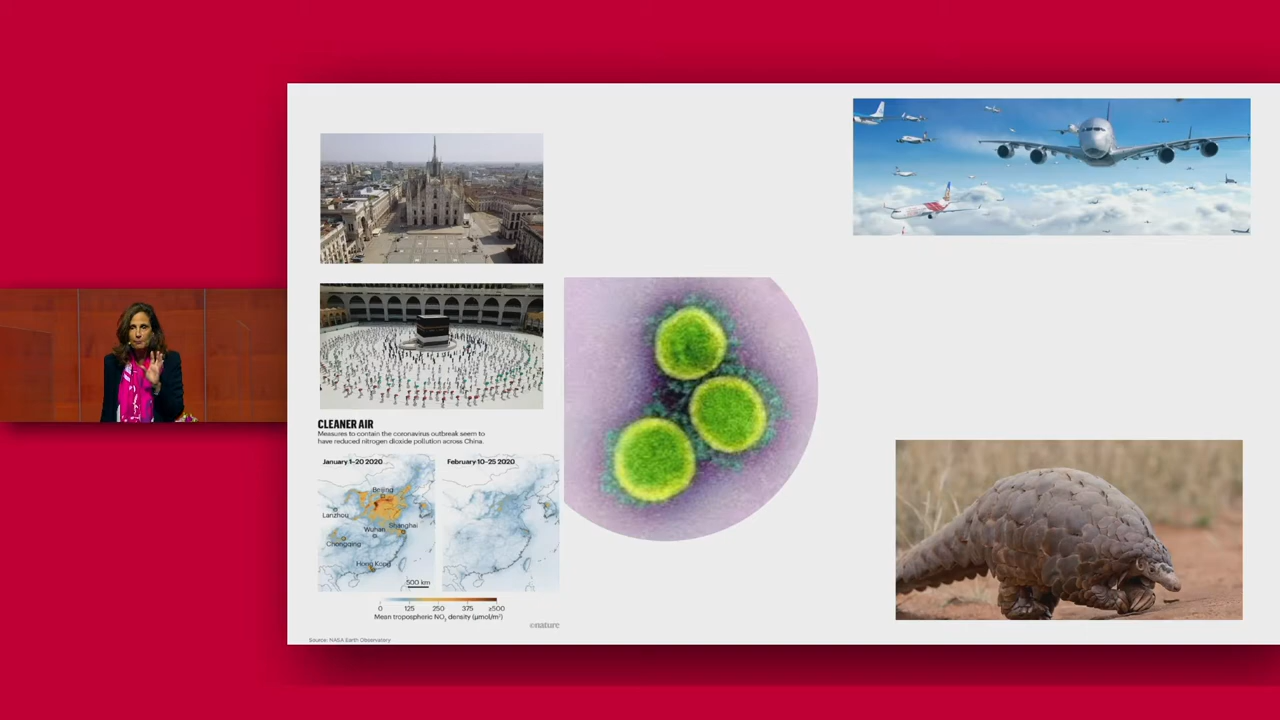 CLEANER AIR
Measures to contain the coronavirus outbreak seem to
have reduced nitrogen dioxide pollution across China.
January 1–20 2020
February 10–25 2020
Beijing
Lanzhou
Shanghai
Wuhan
Chongqing
Hong Kong
500 km
0 125 250 375 ≥500
Mean tropospheric NO₂ density (μmol/m²)
©nature
Source: NASA Earth Observatory